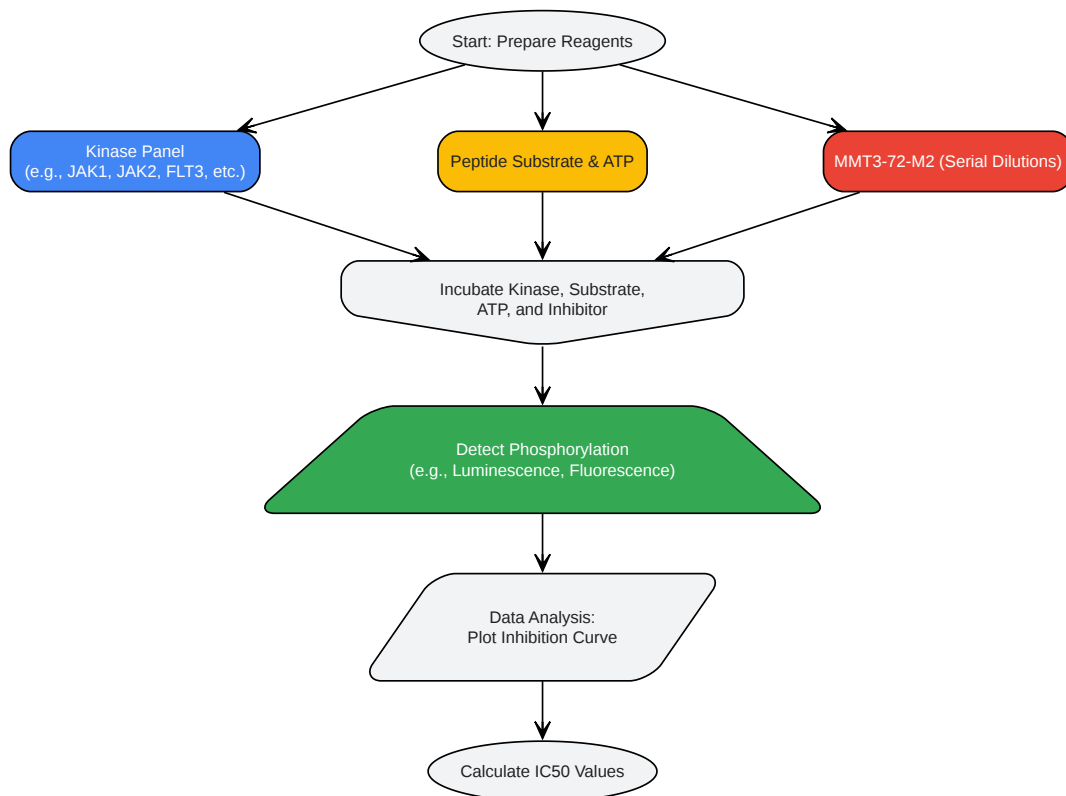 Start: Prepare Reagents
Kinase Panel
(e.g., JAK1, JAK2, FLT3, etc.)
Peptide Substrate & ATP
MMT3-72-M2 (Serial Dilutions)
Incubate Kinase, Substrate,
ATP, and Inhibitor
Detect Phosphorylation
(e.g., Luminescence, Fluorescence)
Data Analysis:
Plot Inhibition Curve
Calculate IC50 Values